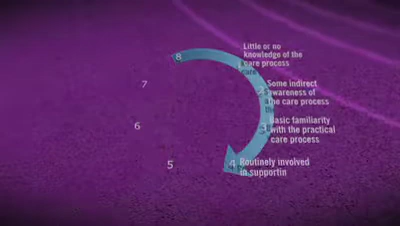 8
Little or no
knowledge of the
care process
7
Some indirect
awareness of
the care process
6
Basic familiarity
with the practical
care process
5
4
Routinely involved
in supportin